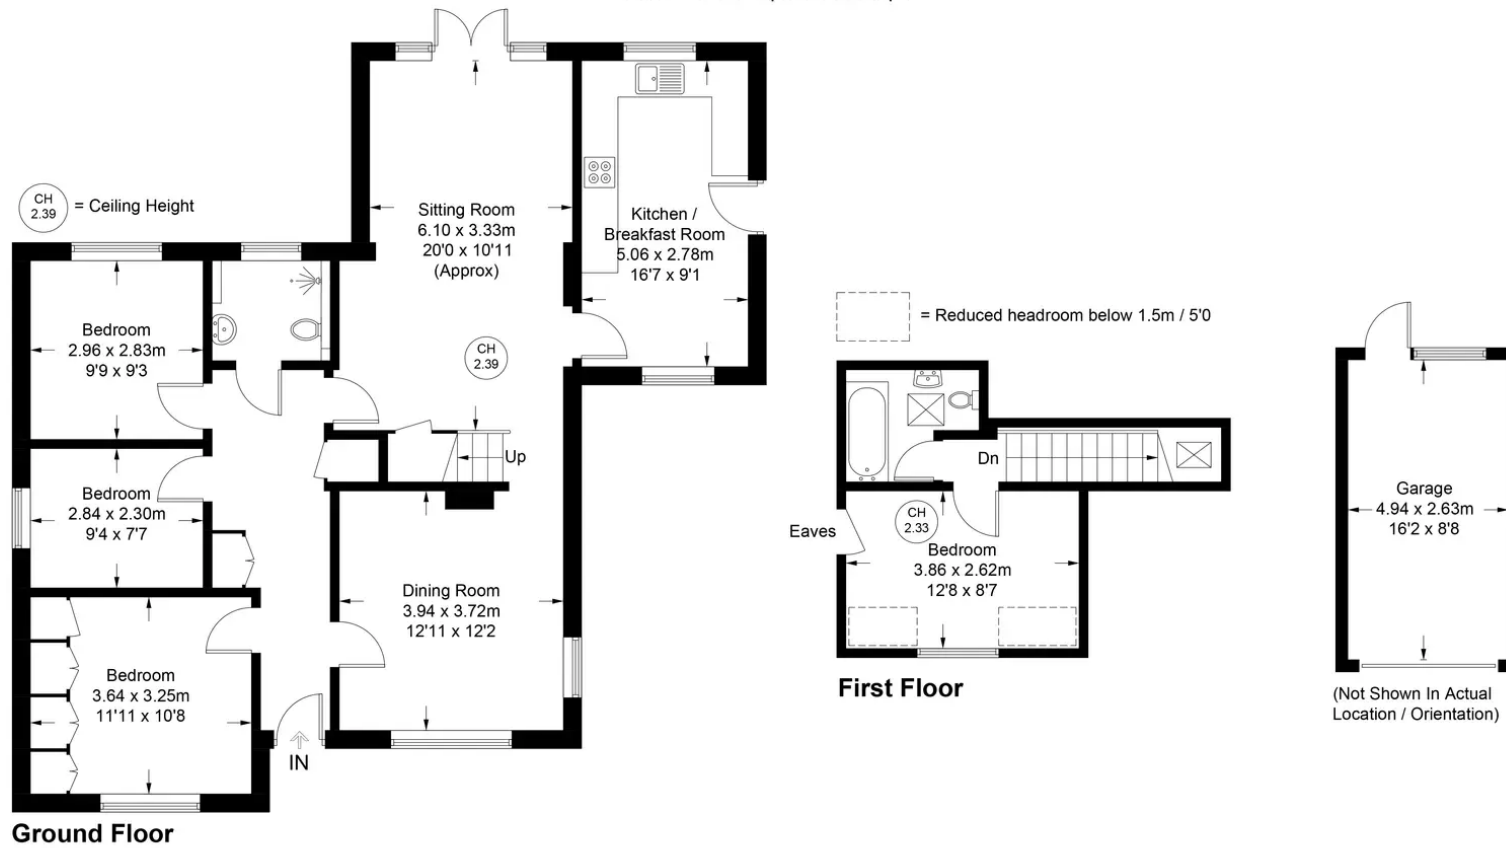 CH
2.39
= Ceiling Height
Sitting Room
6.10 x 3.33m
20'0 x 10'11
(Approx)
Kitchen /
Breakfast Room
5.06 x 2.78m
16'7 x 9'1
Bedroom
2.96 x 2.83m
9'9 x 9'3
CH
2.39
Up
Bedroom
2.84 x 2.30m
9'4 x 7'7
Dining Room
3.94 x 3.72m
12'11 x 12'2
Bedroom
3.64 x 3.25m
11'11 x 10'8
IN
Ground Floor
= Reduced headroom below 1.5m / 5'0
Dn
Eaves
CH
2.33
Bedroom
3.86 x 2.62m
12'8 x 8'7
First Floor
Garage
4.94 x 2.63m
16'2 x 8'8
(Not Shown In Actual
Location / Orientation)